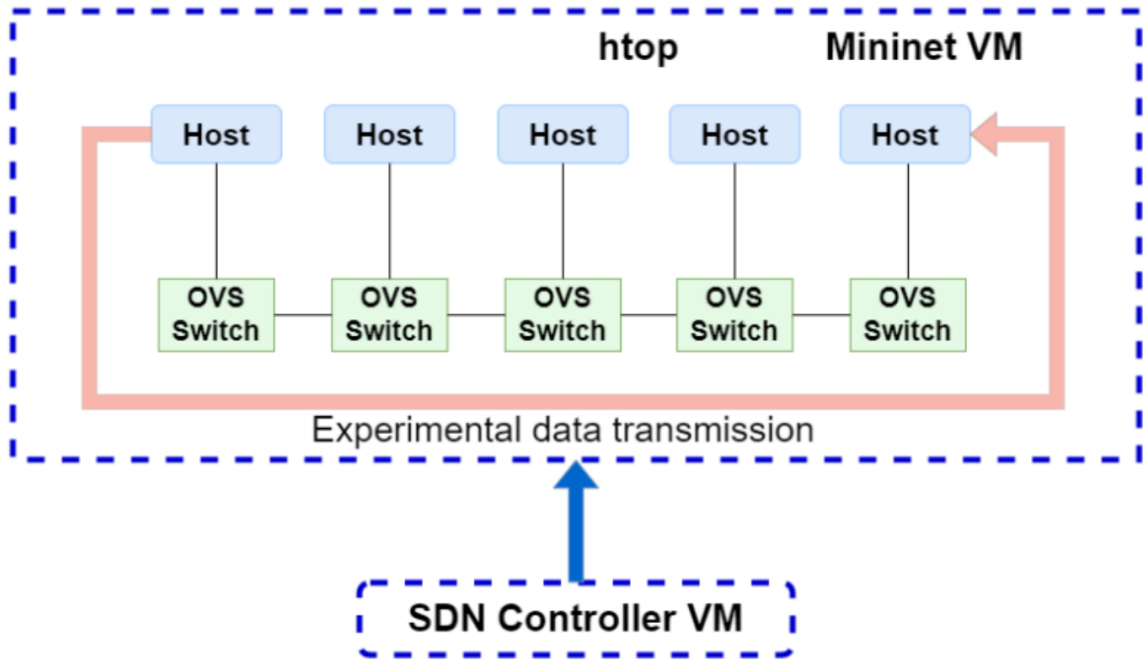 htop
Mininet VM
Host
Host
Host
Host
Host
OVS
Switch
OVS
Switch
OVS
Switch
OVS
Switch
OVS
Switch
Experimental data transmission
SDN Controller VM